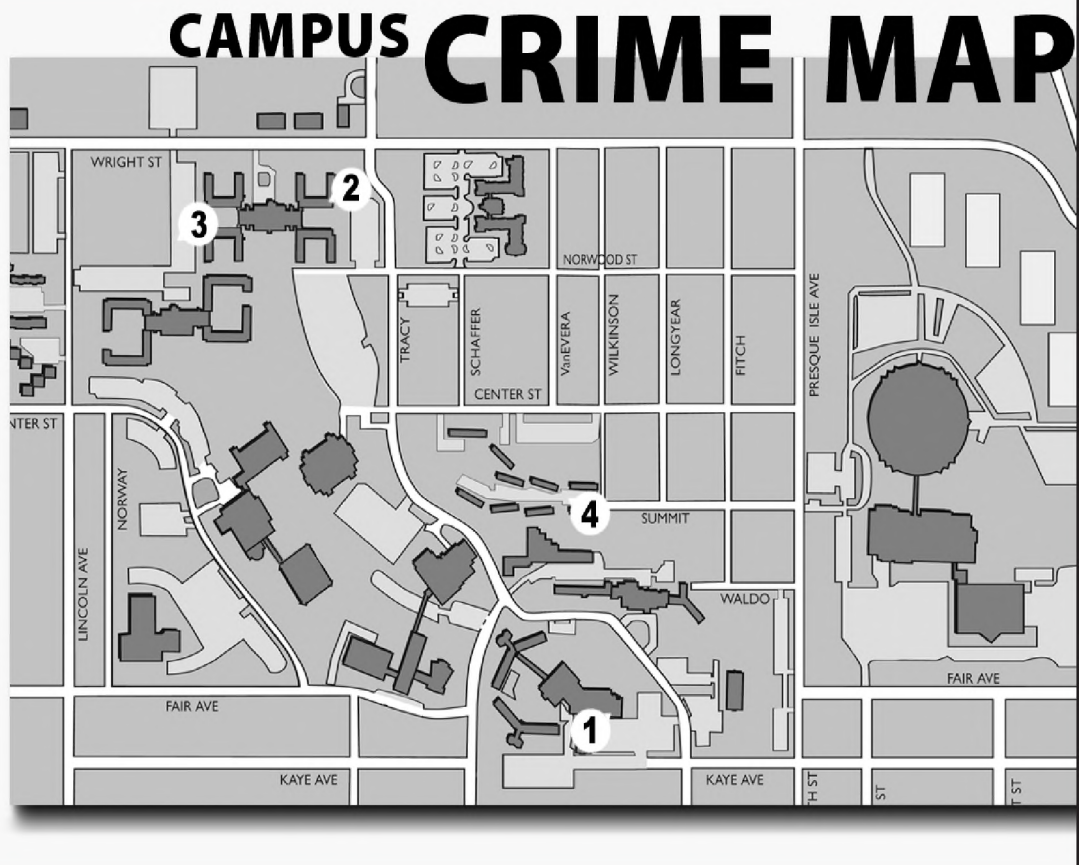 CAMPUS CRIME MAP
WRIGHT ST
2
3
NORWOOD ST
TRACY
SCHAFFER
VanEVERA
WILKINSON
LONGYEAR
FITCH
PRESQUE ISLE AVE
CENTER ST
NTER ST
NORWAY
LINCOLN AVE
4
SUMMIT
WALDO
FAIR AVE
FAIR AVE
1
KAYE AVE
KAYE AVE
H ST
ST
T ST